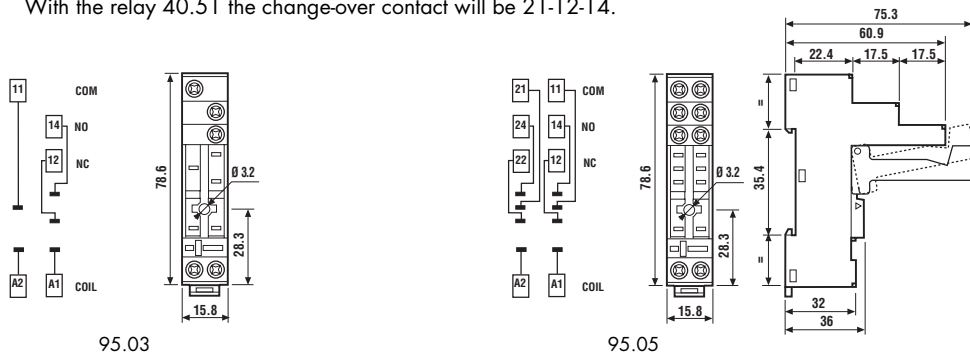 With the relay 40.51 the change-over contact will be 21-12-14.
75.3
60.9
22.4 17.5 17.5
11 COM
14 NO
12 NC
A2 A1 COIL
78.6
Ø 3.2
28.3
15.8
95.03
21 11 COM
24 14 NO
22 12 NC
A2 A1 COIL
78.6
Ø 3.2
28.3
15.8
95.05
=
35.4
=
32
36